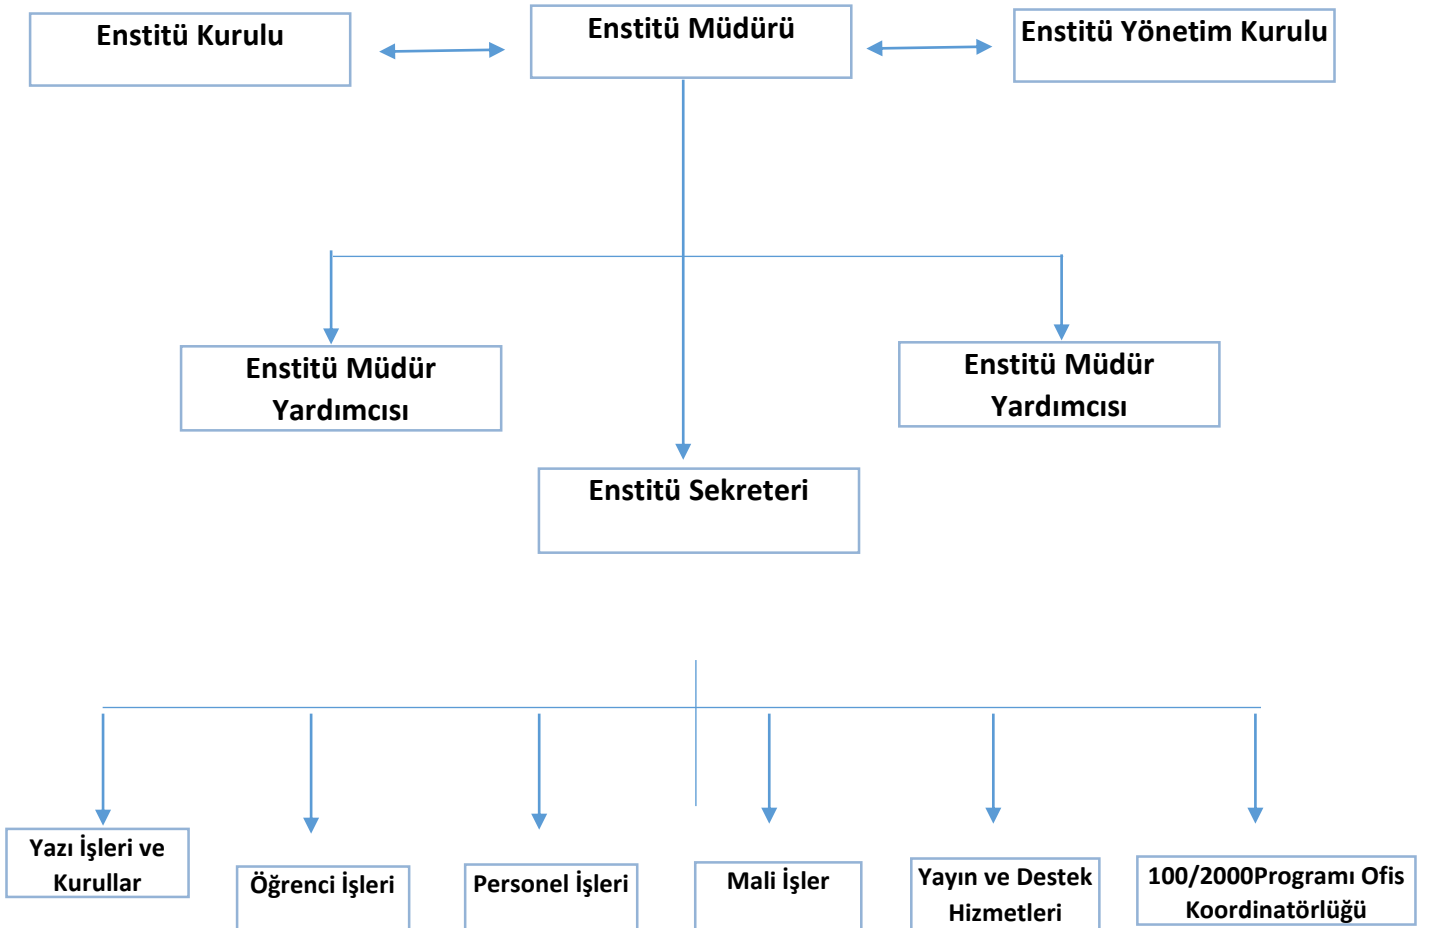 Enstitü Kurulu
Enstitü Müdürü
Enstitü Yönetim Kurulu
Enstitü Müdür
Yardımcısı
Enstitü Müdür
Yardımcısı
Enstitü Sekreteri
Yazı İşleri ve
Kurullar
Öğrenci İşleri
Personel İşleri
Mali İşler
Yayın ve Destek
Hizmetleri
100/2000Programı Ofis
Koordinatörlüğü